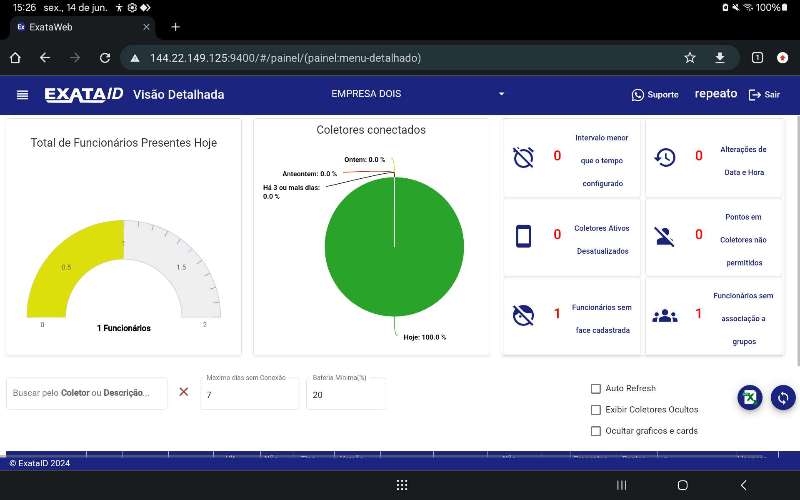 15:26 sex., 14 de jun.
100%
ExataWeb
144.22.149.125:9400/#/painel/(painel:menu-detalhado)
1
EXATAID Visão Detalhada
EMPRESA DOIS
Suporte
repeato
Sair
Total de Funcionários Presentes Hoje
0
0.5
1
1.5
2
1 Funcionários
Coletores conectados
Ontem: 0.0 %
Anteontem: 0.0 %
Há 3 ou mais dias:
0.0 %
Hoje: 100.0 %
0
Intervalo menor
que o tempo
configurado
0
Alterações de
Data e Hora
0
Coletores Ativos
Desatualizados
0
Pontos em
Coletores não
permitidos
1
Funcionários sem
face cadastrada
1
Funcionários sem
associação a
grupos
Buscar pelo Coletor ou Descrição...
Máximo dias sem Conexão
7
Bateria Mínima(%)
20
Auto Refresh
Exibir Coletores Ocultos
Ocultar graficos e cards
© ExataID 2024